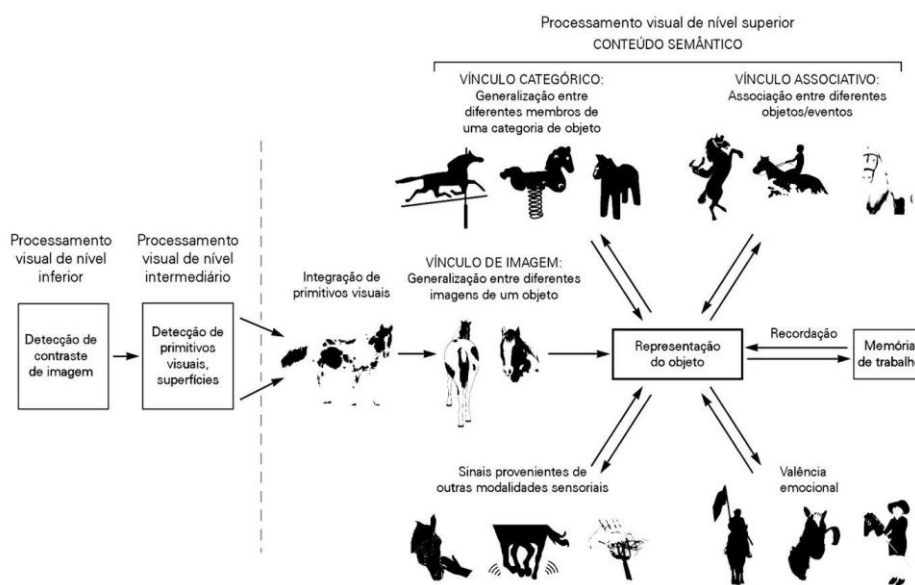 Processamento visual de nível superior
CONTEÚDO SEMÂNTICO
VÍNCULO CATEGÓRICO:
Generalização entre
diferentes membros de
uma categoria de objeto
VÍNCULO ASSOCIATIVO:
Associação entre diferentes
objetos/eventos
Processamento
visual de nível
inferior
Processamento
visual de nível
intermediário
Integração de
primitivos visuais
VÍNCULO DE IMAGEM:
Generalização entre diferentes
imagens de um objeto
Detecção de
contraste
de imagem
Detecção de
primitivos
visuais,
superfícies
Representação
do objeto
Recordação
Memória
de trabalho
Sinais provenientes de
outras modalidades sensoriais
Valência
emocional